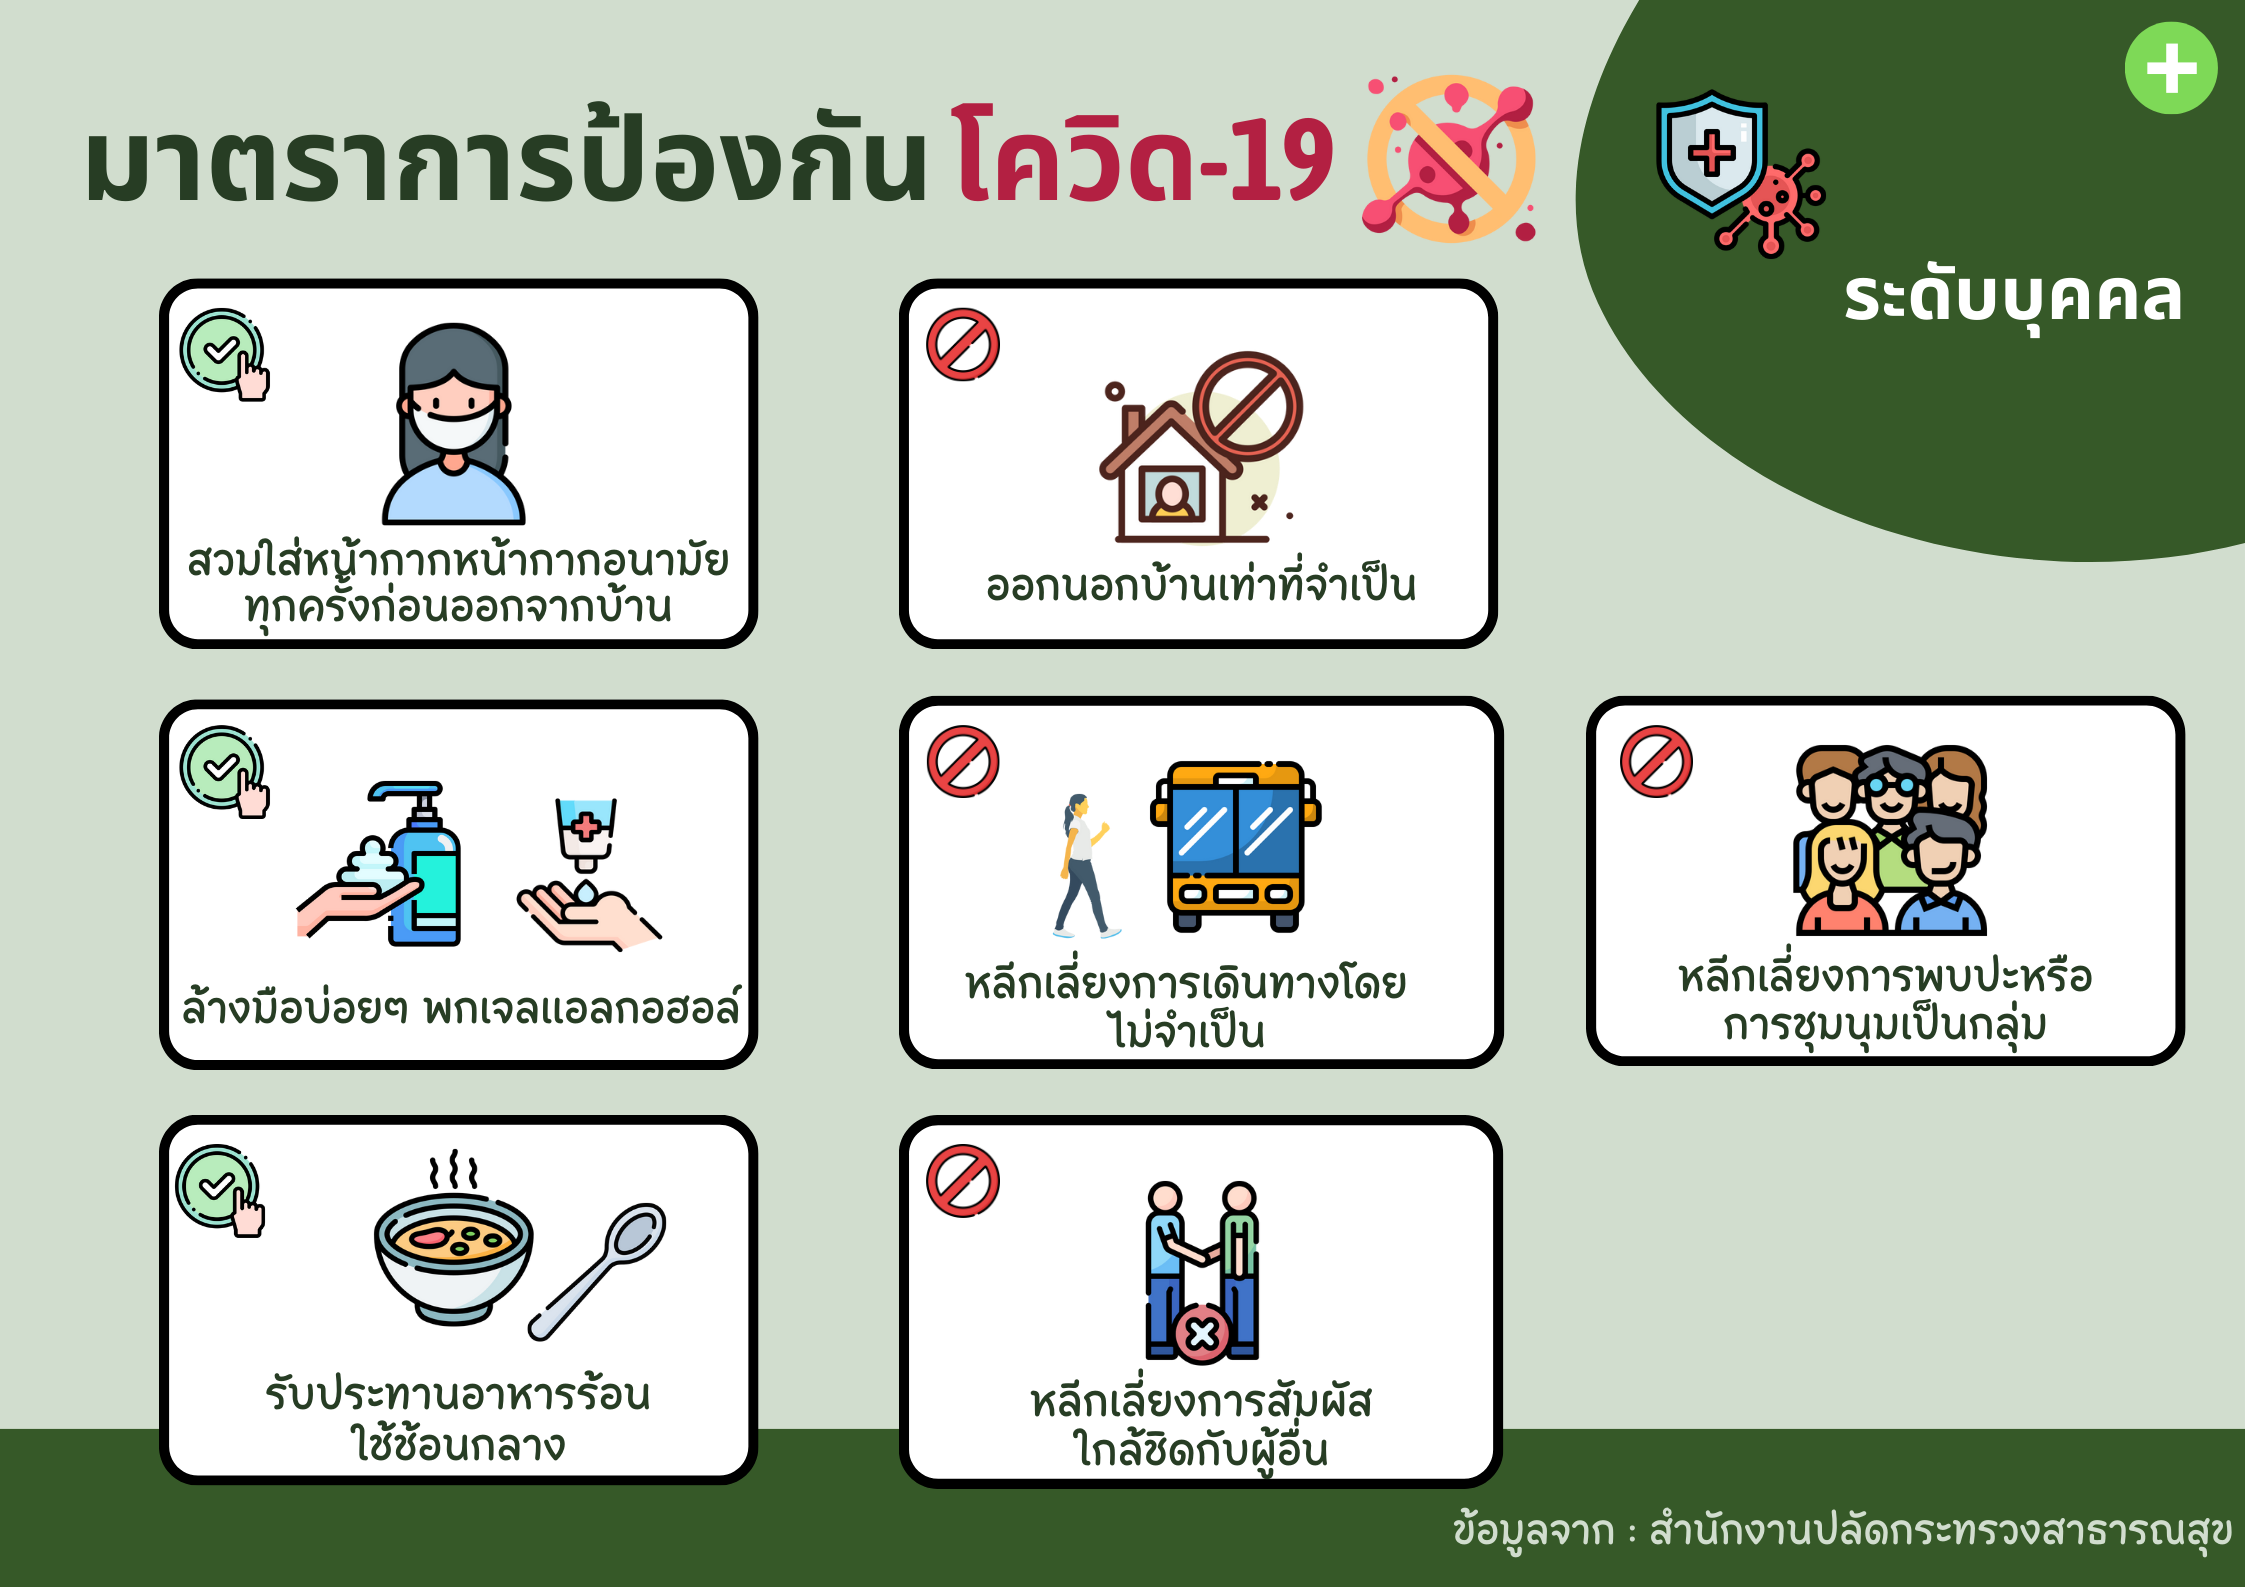 มาตราการป้องกัน โควิด-19
ระดับบุคคล
สวมใส่หน้ากากหน้ากากอนามัย
ทุกครั้งก่อนออกจากบ้าน
ออกนอกบ้านเท่าที่จำเป็น
ล้างมือบ่อยๆ พกเจลแอลกอฮอล์
หลีกเลี่ยงการเดินทางโดย
ไม่จำเป็น
หลีกเลี่ยงการพบปะหรือ
การชุมนุมเป็นกลุ่ม
รับประทานอาหารร้อน
ใช้ช้อนกลาง
หลีกเลี่ยงการสัมผัส
ใกล้ชิดกับผู้อื่น
ข้อมูลจาก : สำนักงานปลัดกระทรวงสาธารณสุข